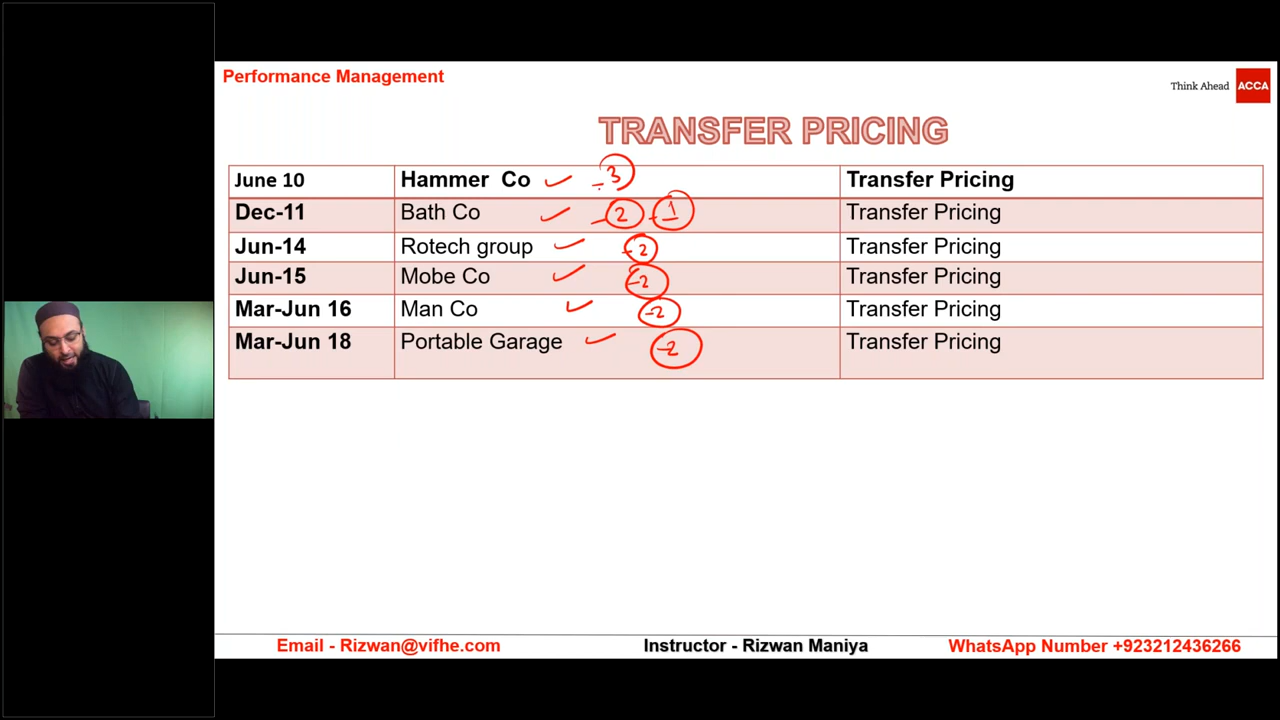 Performance Management
Think Ahead ACCA
TRANSFER PRICING
June 10 Hammer Co -3 Transfer Pricing
Dec-11 Bath Co -2 -1 Transfer Pricing
Jun-14 Rotech group -2 Transfer Pricing
Jun-15 Mobe Co -2 Transfer Pricing
Mar-Jun 16 Man Co -2 Transfer Pricing
Mar-Jun 18 Portable Garage -2 Transfer Pricing
Email - Rizwan@vifhe.com Instructor - Rizwan Maniya WhatsApp Number +923212436266